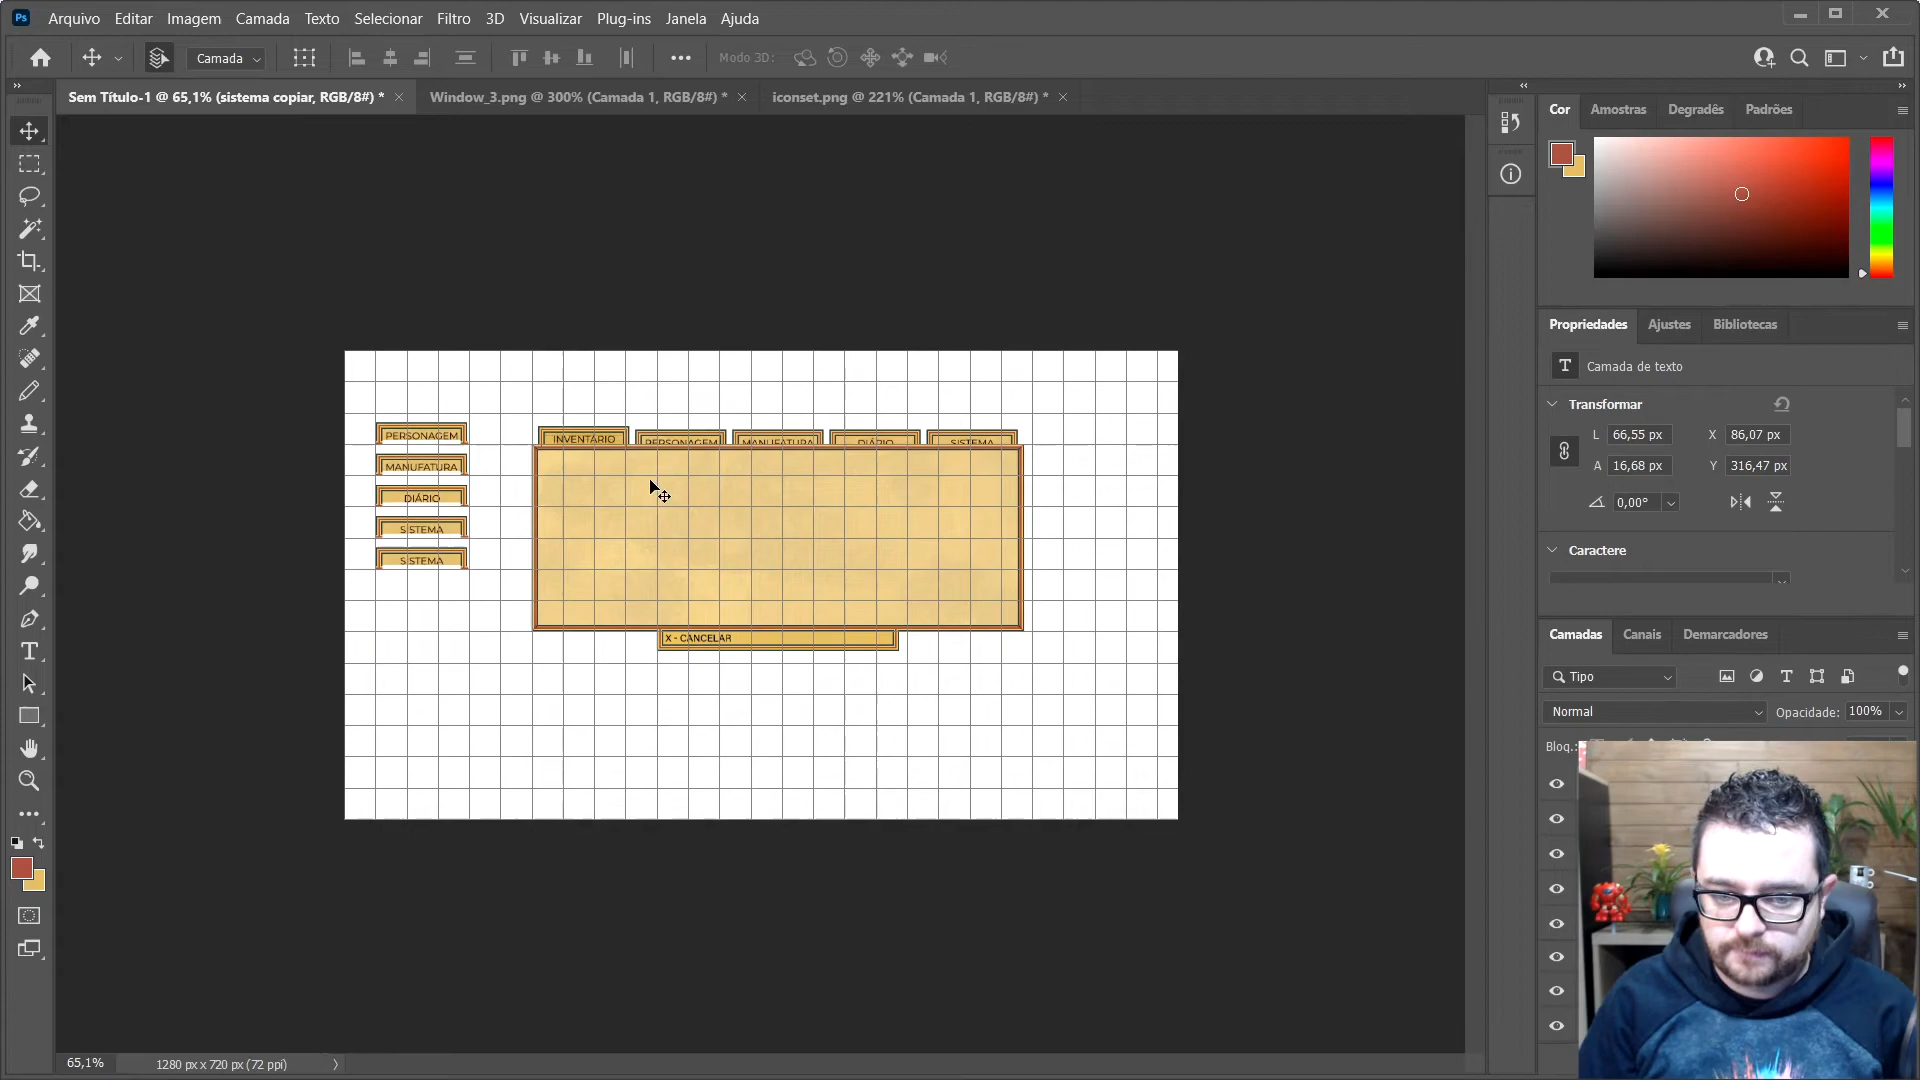 Ps Arquivo Editar Imagem Camada Texto Selecionar Filtro 3D Visualizar Plug-ins Janela Ajuda
Camada Modo 3D:
Sem Título-1 @ 65,1% (sistema copiar, RGB/8#) * Window_3.png @ 300% (Camada 1, RGB/8#) * iconset.png @ 221% (Camada 1, RGB/8#) *
Cor Amostras Degradês Padrões
Propriedades Ajustes Bibliotecas
Camada de texto
Transformar
L 66,55 px X 86,07 px
A 16,68 px Y 316,47 px
0,00°
Caractere
PERSONAGEM INVENTÁRIO PERSONAGEM MANUFATURA DIÁRIO SISTEMA
MANUFATURA
DIÁRIO
SISTEMA
SISTEMA
X - CANCELAR
Camadas Canais Demarcadores
Tipo
Normal Opacidade: 100%
Bloq.:
65,1% 1280 px x 720 px (72 ppi)